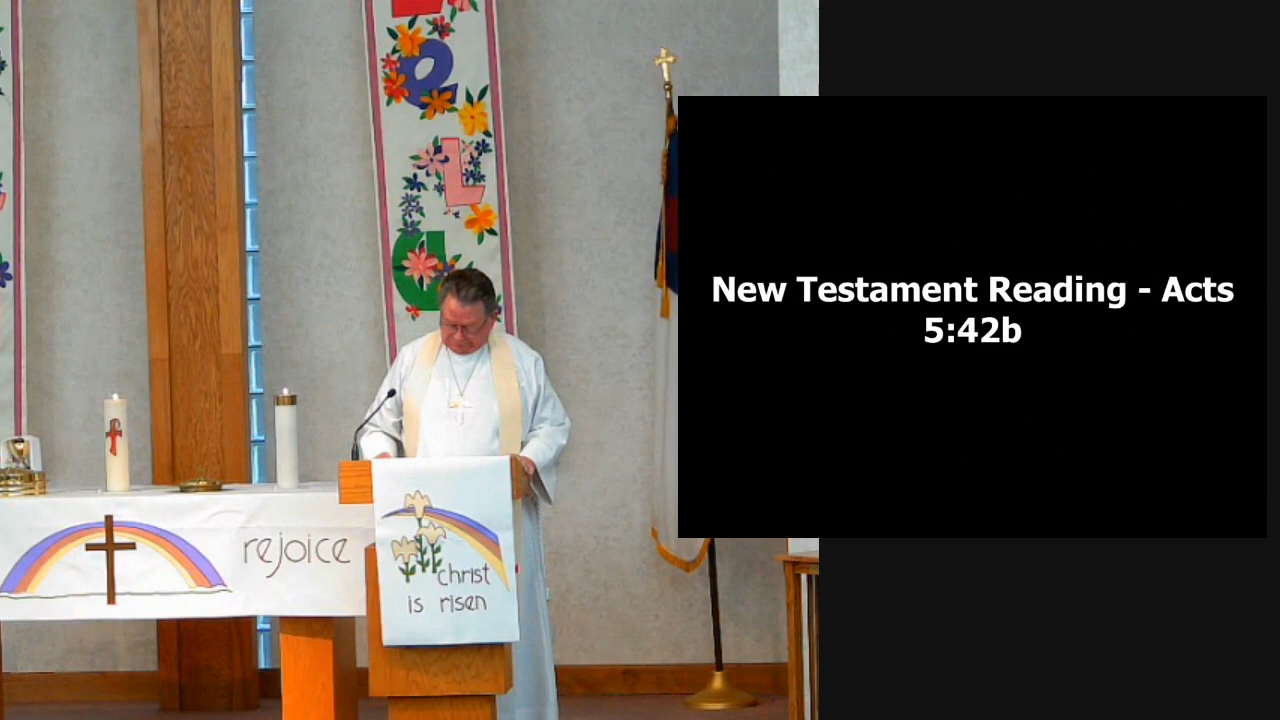 rejoice
christ
is risen
New Testament Reading - Acts
5:42b